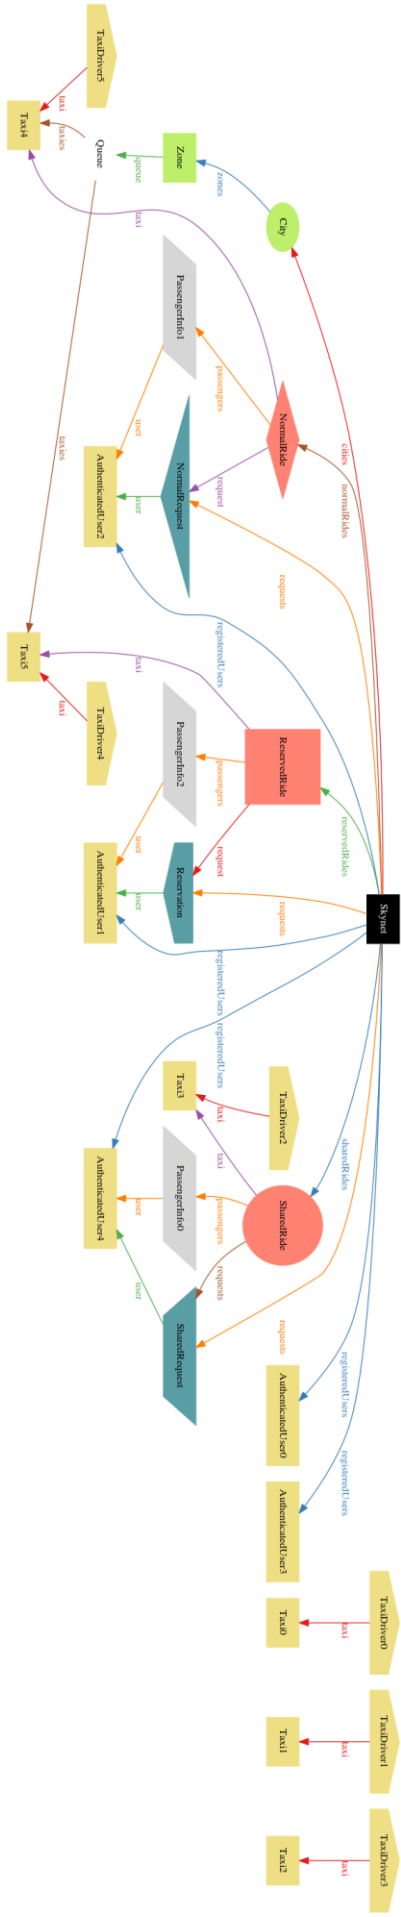 Skynet
TaxiDriver0
TaxiDriver1
TaxiDriver3
cities
normalRides
reservedRides
sharedRides
registeredUsers
registeredUsers
taxi
taxi
taxi
City
NormalRide
requests
ReservedRide
requests
TaxiDriver2
SharedRide
requests
AuthenticatedUser0
AuthenticatedUser3
Taxi0
Taxi1
Taxi2
zones
passengers
request
registeredUsers
passengers
request
registeredUsers
registeredUsers
taxi
taxi
passengers
requests
Zone
PassengerInfo1
NormalRequest
PassengerInfo2
Reservation
Taxi3
PassengerInfo0
SharedRequest
queue
taxi
user
user
taxi
user
user
user
user
TaxiDriver5
Queue
AuthenticatedUser2
TaxiDriver4
AuthenticatedUser1
AuthenticatedUser4
taxi
taxies
taxies
taxi
Taxi4
Taxi5